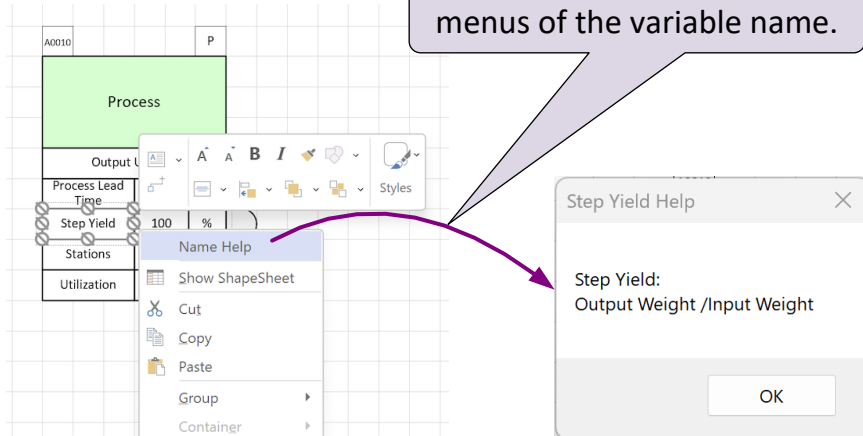 menus of the variable name.
A0010
P
Process
Output U
Process Lead
Time
Step Yield 100 %
Stations
Utilization
A A B I
Styles
Name Help
Show ShapeSheet
Cut
Copy
Paste
Group
Container
Step Yield Help
Step Yield:
Output Weight /Input Weight
OK